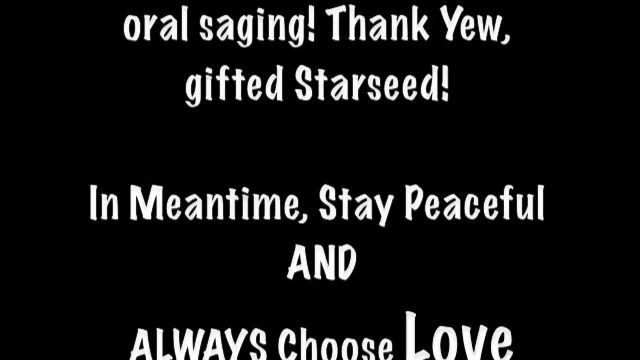 oral saging! Thank Yew,
gifted Starseed!
In Meantime, Stay Peaceful
AND
ALWAYS Choose Love